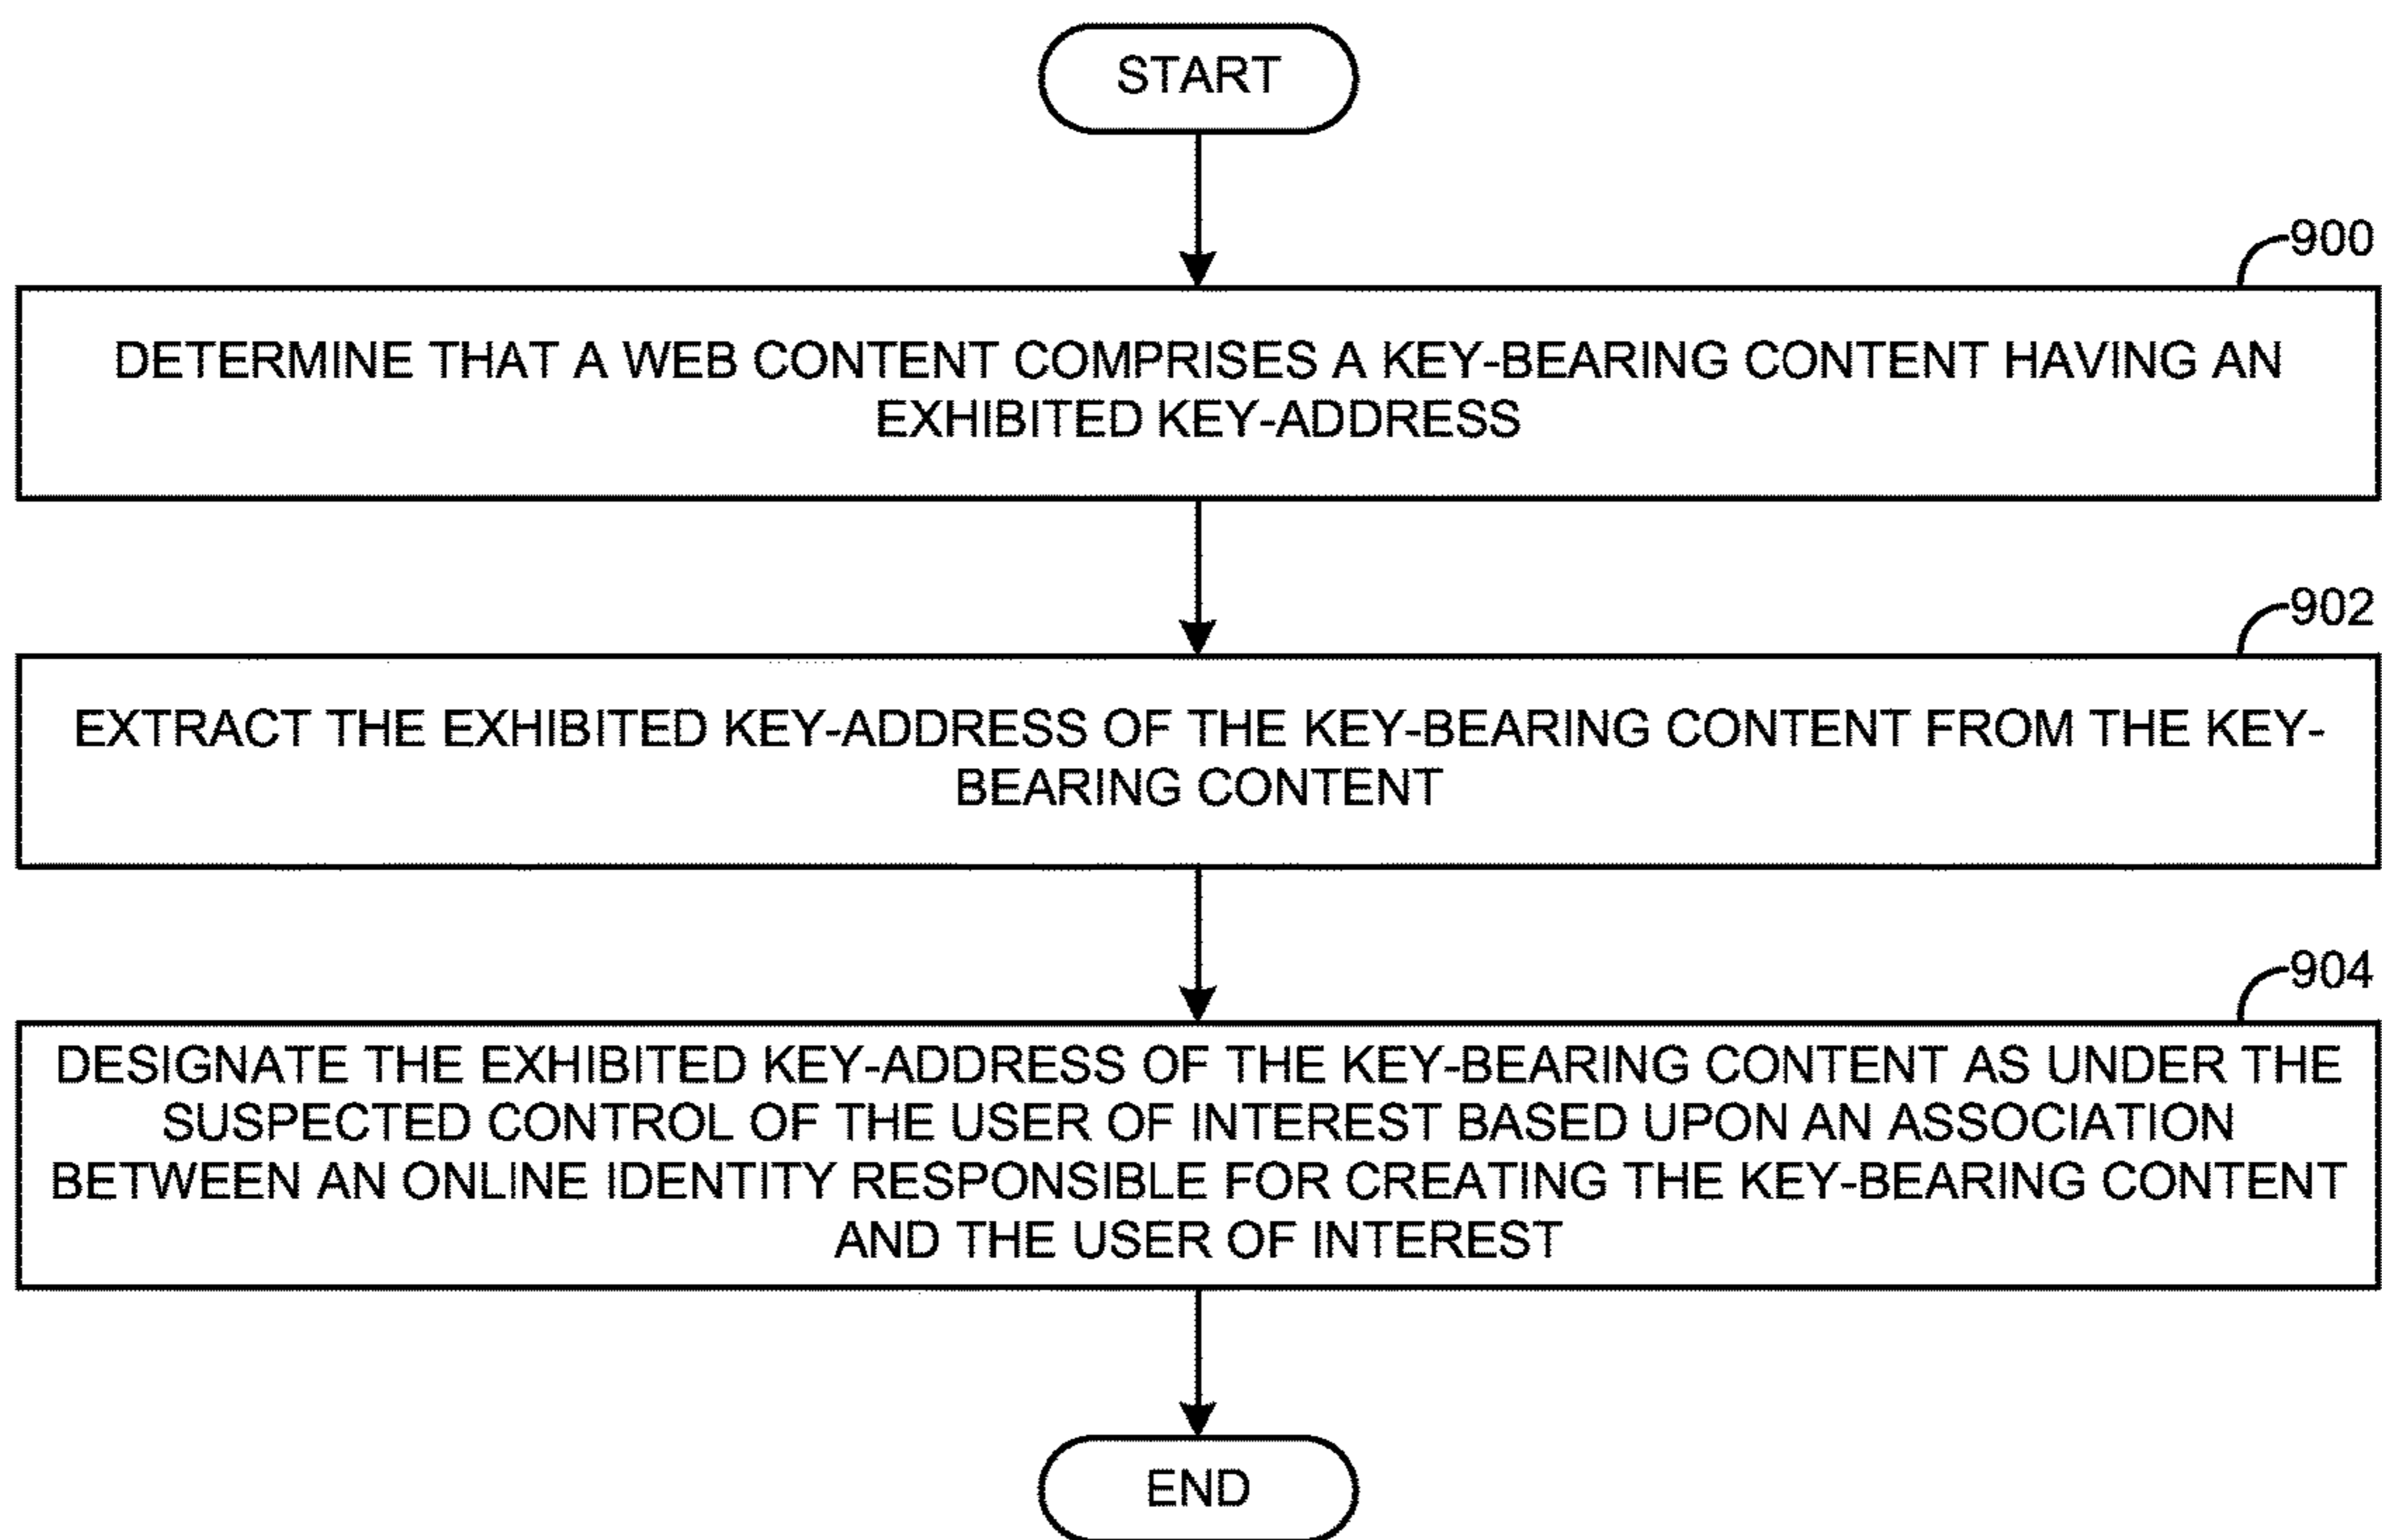 START
900
DETERMINE THAT A WEB CONTENT COMPRISES A KEY-BEARING CONTENT HAVING AN
EXHIBITED KEY-ADDRESS
902
EXTRACT THE EXHIBITED KEY-ADDRESS OF THE KEY-BEARING CONTENT FROM THE KEY-
BEARING CONTENT
904
DESIGNATE THE EXHIBITED KEY-ADDRESS OF THE KEY-BEARING CONTENT AS UNDER THE
SUSPECTED CONTROL OF THE USER OF INTEREST BASED UPON AN ASSOCIATION
BETWEEN AN ONLINE IDENTITY RESPONSIBLE FOR CREATING THE KEY-BEARING CONTENT
AND THE USER OF INTEREST
END